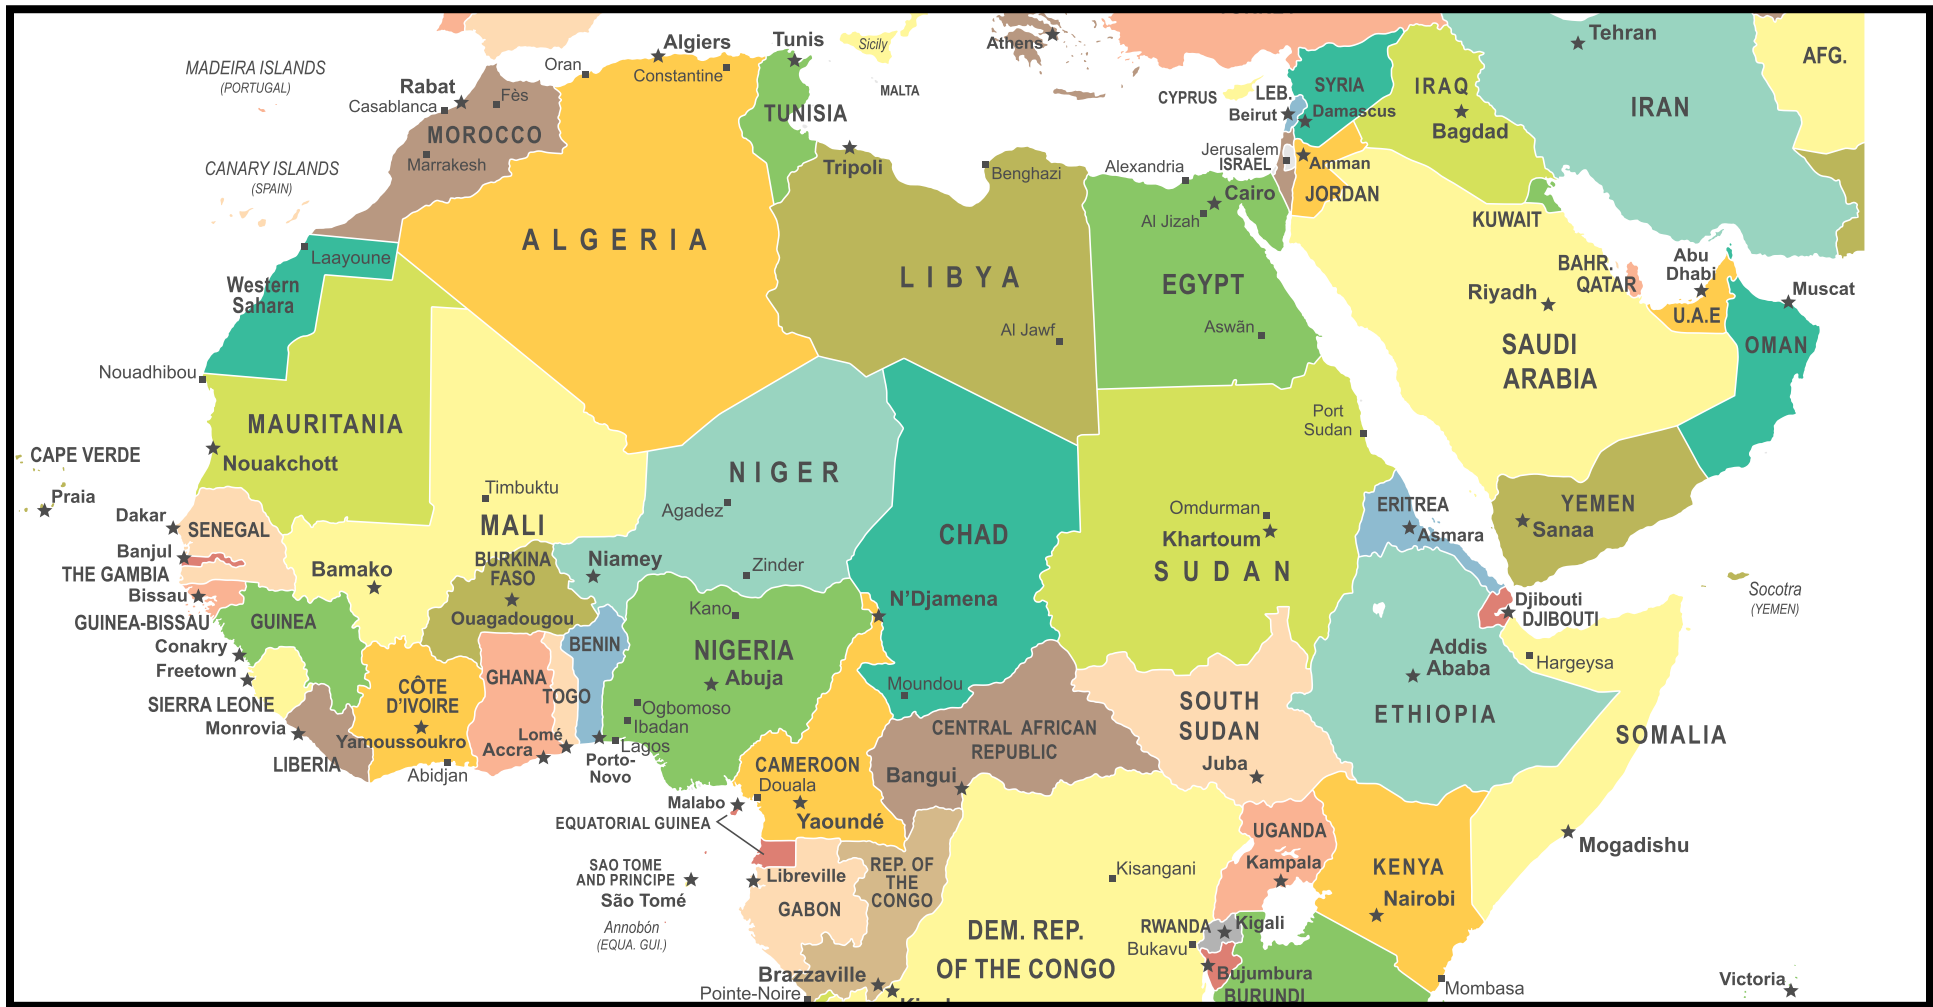 Tehran
AFG.
IRAN
Athens
Sicily
MALTA
Algiers
Constantine
Oran
Tunis
TUNISIA
MADEIRA ISLANDS
(PORTUGAL)
Rabat
Casablanca
Fès
MOROCCO
Marrakesh
CANARY ISLANDS
(SPAIN)
CYPRUS
LEB.
Beirut
SYRIA
Damascus
IRAQ
Bagdad
Jerusalem
ISRAEL
Amman
JORDAN
KUWAIT
Tripoli
Benghazi
Alexandria
Cairo
Al Jizah
ALGERIA
LIBYA
Al Jawf
EGYPT
Aswãn
Laayoune
Western
Sahara
BAHR.
QATAR
Abu
Dhabi
U.A.E
Muscat
OMAN
Riyadh
SAUDI
ARABIA
Nouadhibou
MAURITANIA
Nouakchott
CAPE VERDE
Praia
Timbuktu
MALI
Bamako
NIGER
Agadez
Zinder
Niamey
CHAD
N'Djamena
Moundou
Port
Sudan
Omdurman
Khartoum
SUDAN
ERITREA
Asmara
YEMEN
Sanaa
Socotra
(YEMEN)
Dakar
SENEGAL
Banjul
THE GAMBIA
Bissau
GUINEA-BISSAU
GUINEA
Conakry
Freetown
SIERRA LEONE
Monrovia
LIBERIA
BURKINA
FASO
Ouagadougou
CÔTE
D'IVOIRE
Yamoussoukro
Abidjan
GHANA
Accra
TOGO
Lomé
BENIN
Porto-
Novo
Kano
NIGERIA
Abuja
Ogbomoso
Ibadan
Lagos
CAMEROON
Douala
Yaoundé
Malabo
EQUATORIAL GUINEA
SAO TOME
AND PRINCIPE
São Tomé
Annobón
(EQUA. GUI.)
Libreville
GABON
REP. OF
THE
CONGO
Brazzaville
Pointe-Noire
CENTRAL AFRICAN
REPUBLIC
Bangui
SOUTH
SUDAN
Juba
Djibouti
DJIBOUTI
Addis
Ababa
ETHIOPIA
Hargeysa
SOMALIA
Mogadishu
Kisangani
DEM. REP.
OF THE CONGO
UGANDA
Kampala
KENYA
Nairobi
Mombasa
RWANDA
Kigali
Bukavu
Bujumbura
BURUNDI
Victoria